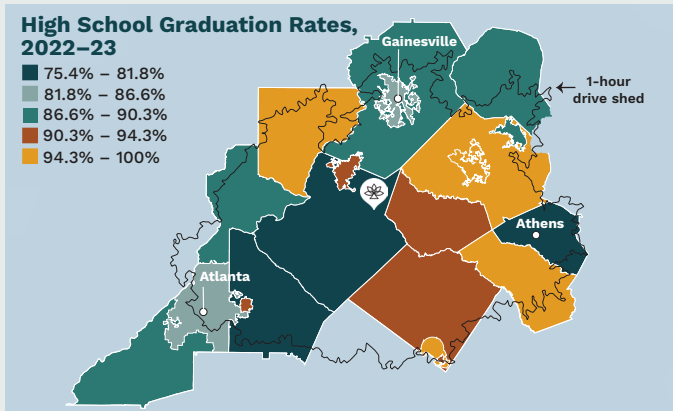 High School Graduation Rates,
2022–23
75.4% – 81.8%
81.8% – 86.6%
86.6% – 90.3%
90.3% – 94.3%
94.3% – 100%
Gainesville
1-hour
drive shed
Athens
Atlanta